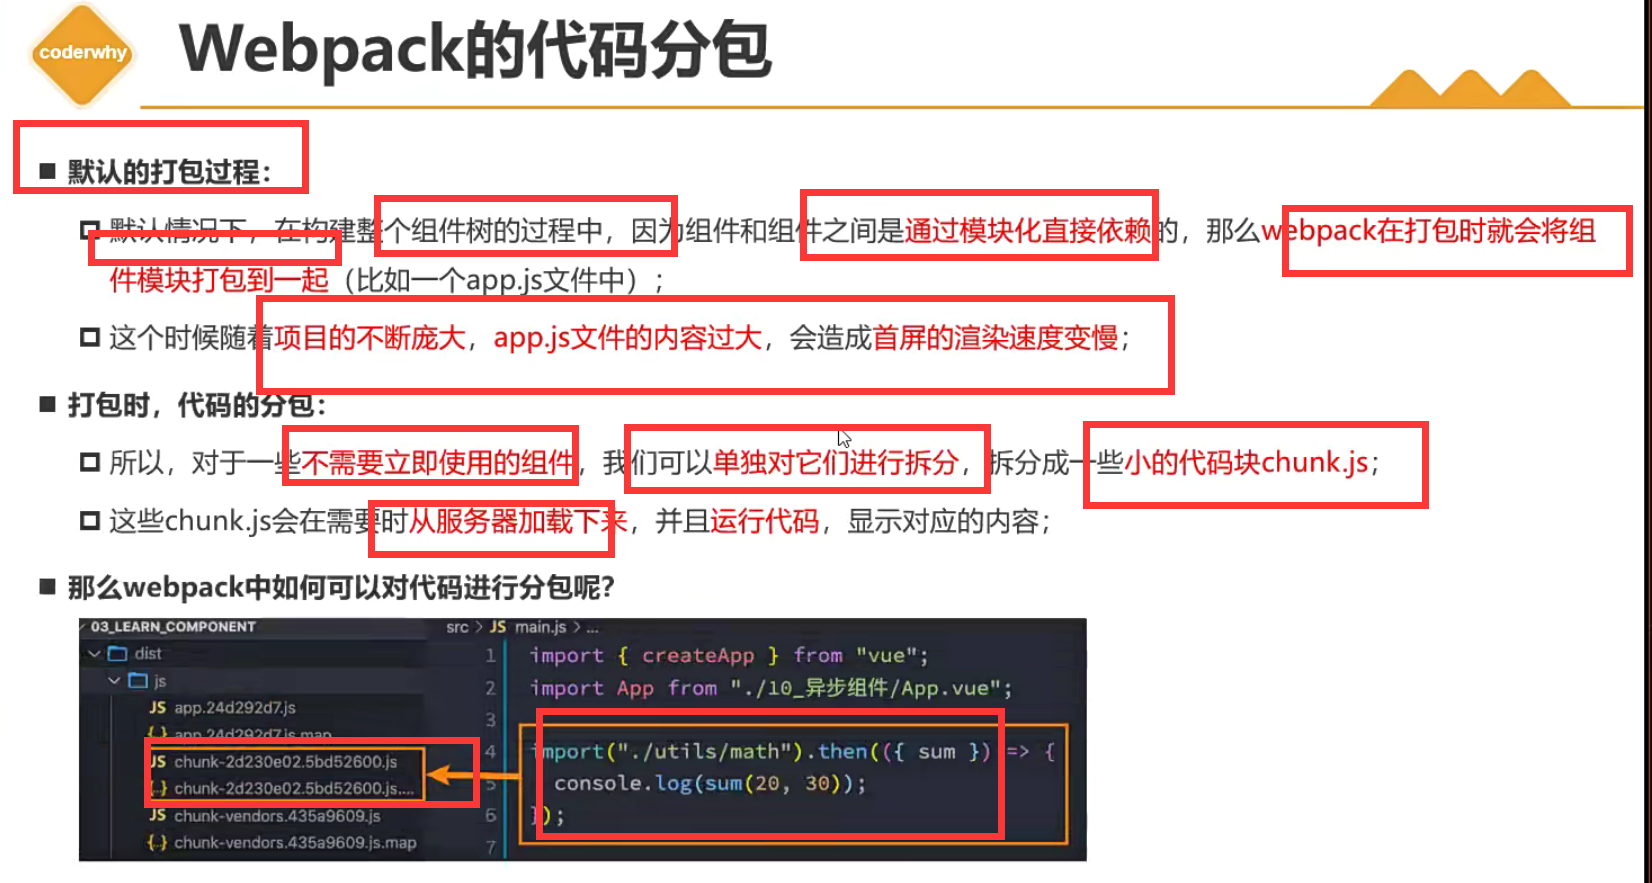 coderwhy
Webpack的代码分包
默认的打包过程：
默认情况下，在构建整个组件树的过程中，因为组件和组件之间是通过模块化直接依赖的，那么webpack在打包时就会将组
件模块打包到一起（比如一个app.js文件中）；
这个时候随着项目的不断庞大，app.js文件的内容过大，会造成首屏的渲染速度变慢；
打包时，代码的分包：
所以，对于一些不需要立即使用的组件，我们可以单独对它们进行拆分，拆分成一些小的代码块chunk.js；
这些chunk.js会在需要时从服务器加载下来，并且运行代码，显示对应的内容；
那么webpack中如何可以对代码进行分包呢？
03_LEARN_COMPONENT
dist
js
JS app.24d292d7.js
{..} app.24d292d7.js.map
JS chunk-2d230e02.5bd52600.js
{..} chunk-2d230e02.5bd52600.js....
JS chunk-vendors.435a9609.js
{..} chunk-vendors.435a9609.js.map
src > JS main.js > ...
1 import { createApp } from "vue";
2 import App from "./10_异步组件/App.vue";
3
4 import("./utils/math").then(({ sum }) => {
5 console.log(sum(20, 30));
6 });
7